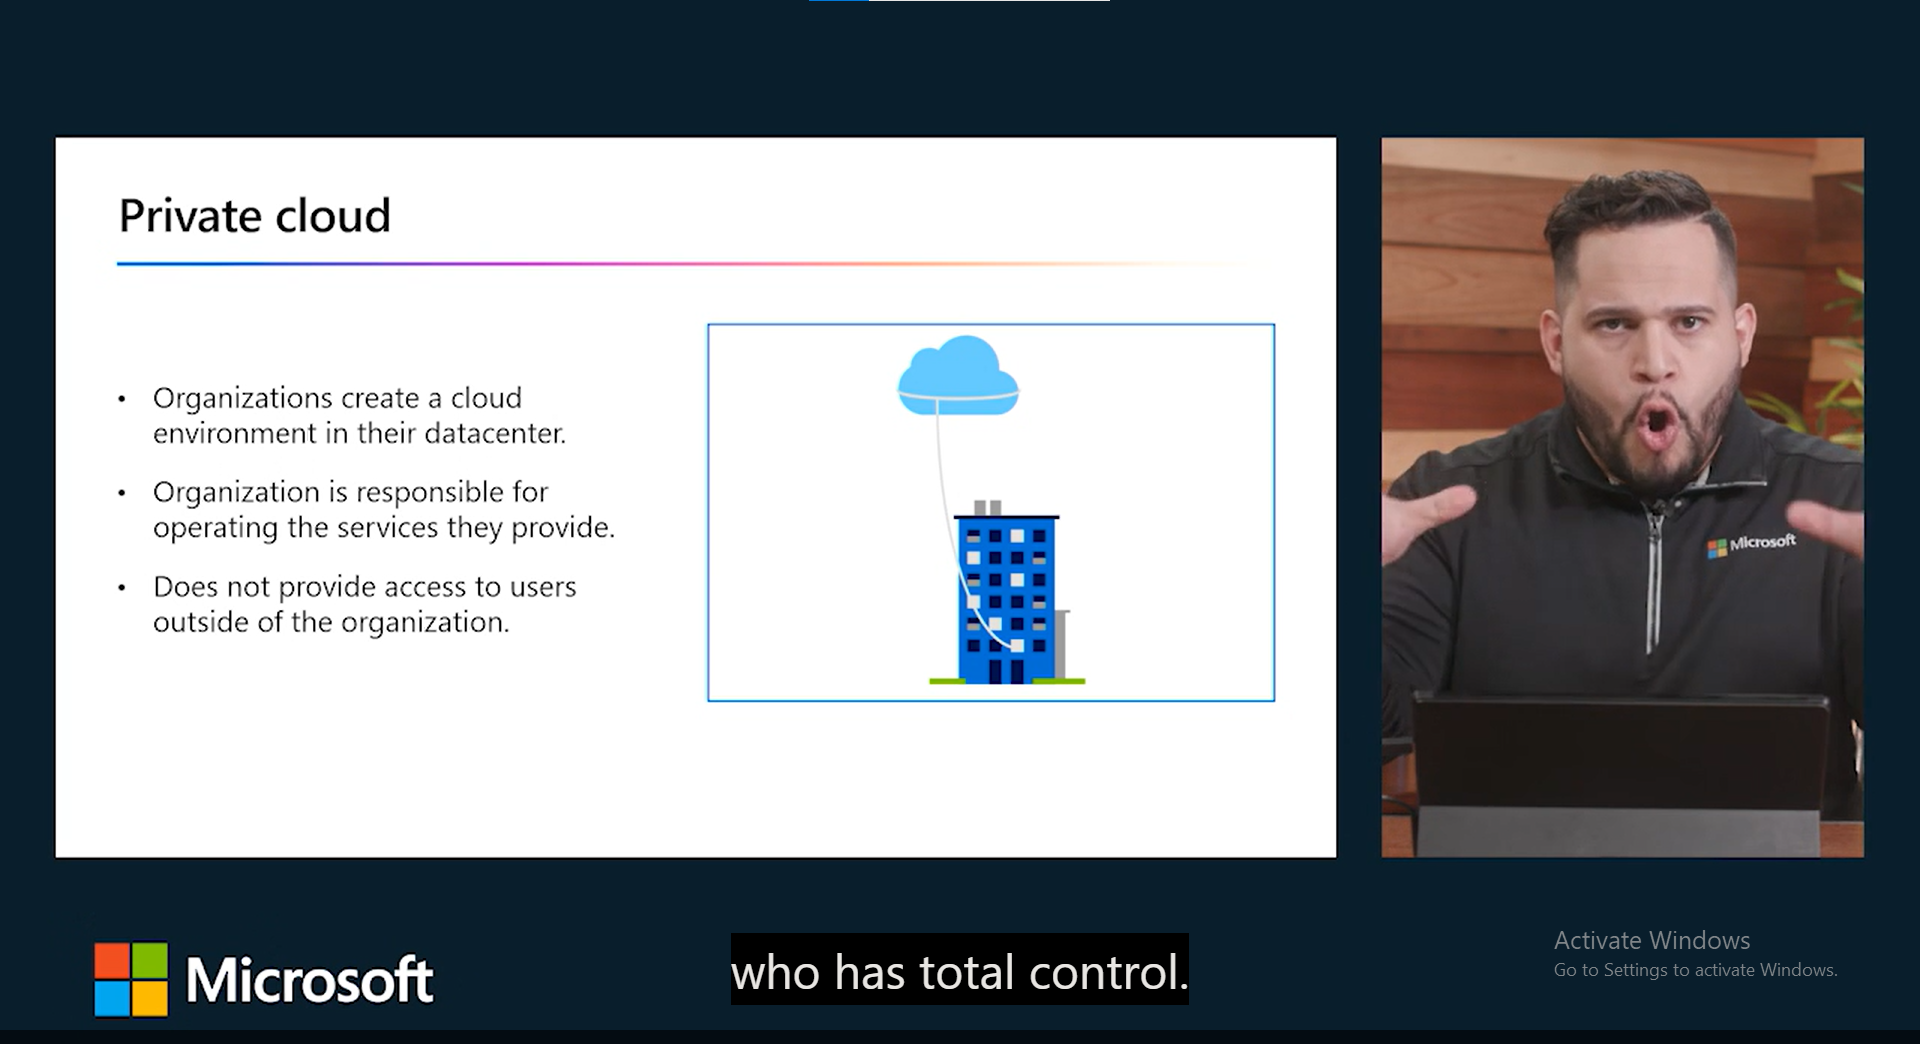 Private cloud
• Organizations create a cloud
environment in their datacenter.
• Organization is responsible for
operating the services they provide.
• Does not provide access to users
outside of the organization.
Microsoft
Microsoft
who has total control.
Activate Windows
Go to Settings to activate Windows.